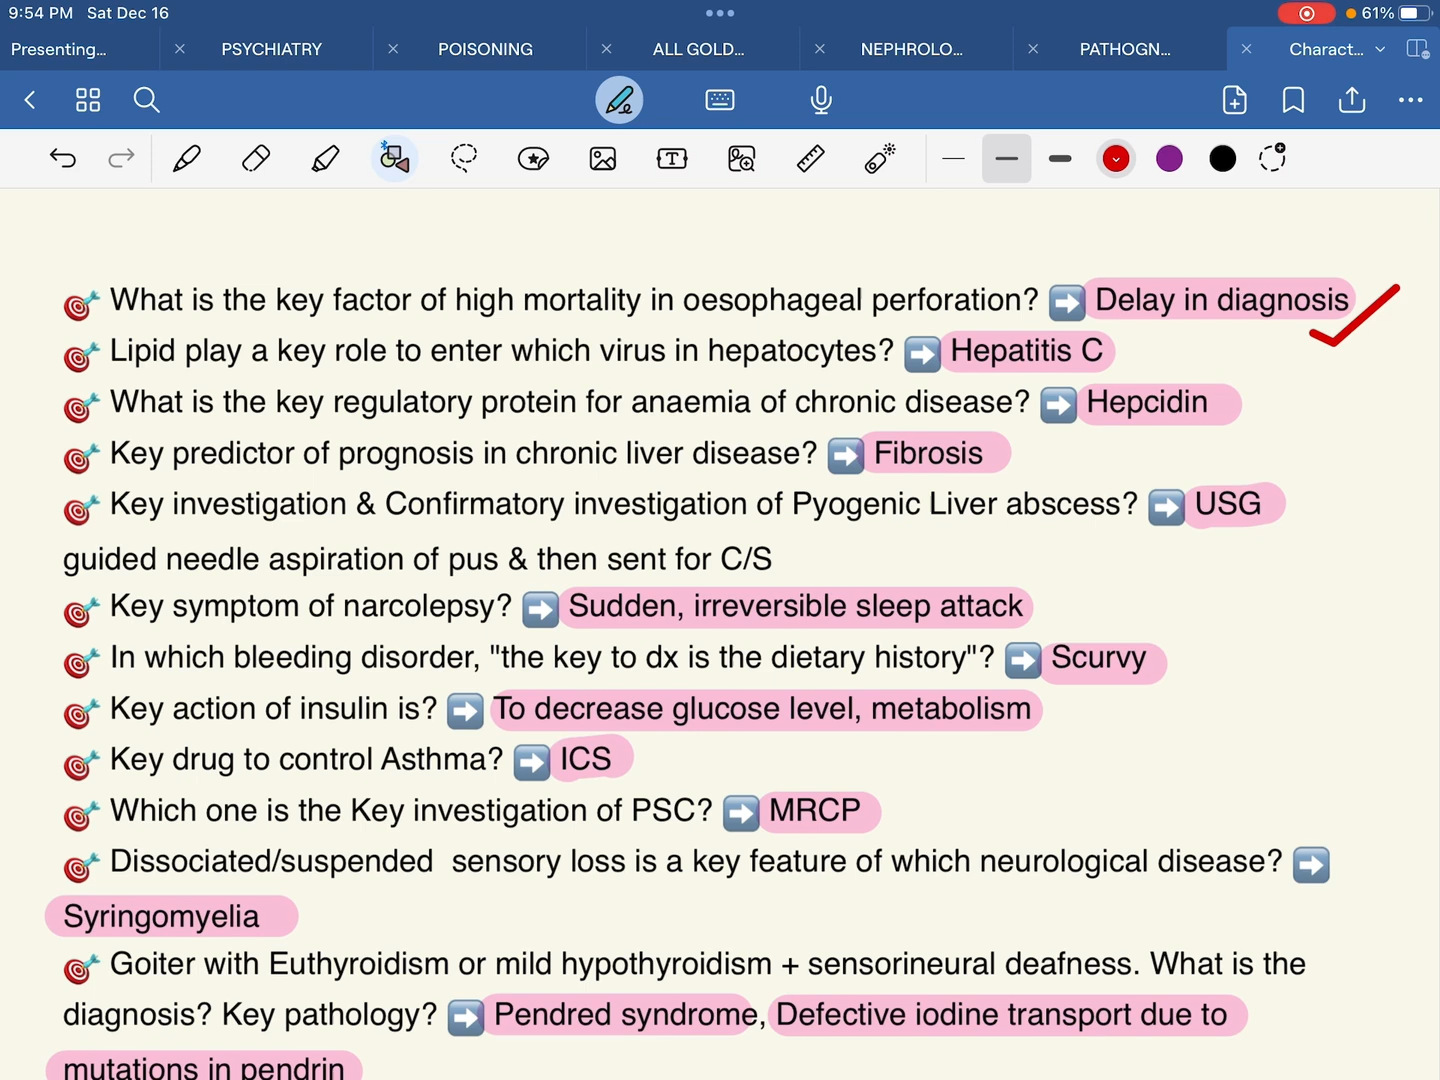 9:54 PM Sat Dec 16
61%
Presenting...
PSYCHIATRY
POISONING
ALL GOLD...
NEPHROLO...
PATHOGN...
Charact...
🎯 What is the key factor of high mortality in oesophageal perforation? ➡️ Delay in diagnosis
🎯 Lipid play a key role to enter which virus in hepatocytes? ➡️ Hepatitis C
🎯 What is the key regulatory protein for anaemia of chronic disease? ➡️ Hepcidin
🎯 Key predictor of prognosis in chronic liver disease? ➡️ Fibrosis
🎯 Key investigation & Confirmatory investigation of Pyogenic Liver abscess? ➡️ USG
guided needle aspiration of pus & then sent for C/S
🎯 Key symptom of narcolepsy? ➡️ Sudden, irreversible sleep attack
🎯 In which bleeding disorder, "the key to dx is the dietary history"? ➡️ Scurvy
🎯 Key action of insulin is? ➡️ To decrease glucose level, metabolism
🎯 Key drug to control Asthma? ➡️ ICS
🎯 Which one is the Key investigation of PSC? ➡️ MRCP
🎯 Dissociated/suspended sensory loss is a key feature of which neurological disease? ➡️
Syringomyelia
🎯 Goiter with Euthyroidism or mild hypothyroidism + sensorineural deafness. What is the
diagnosis? Key pathology? ➡️ Pendred syndrome, Defective iodine transport due to
mutations in pendrin